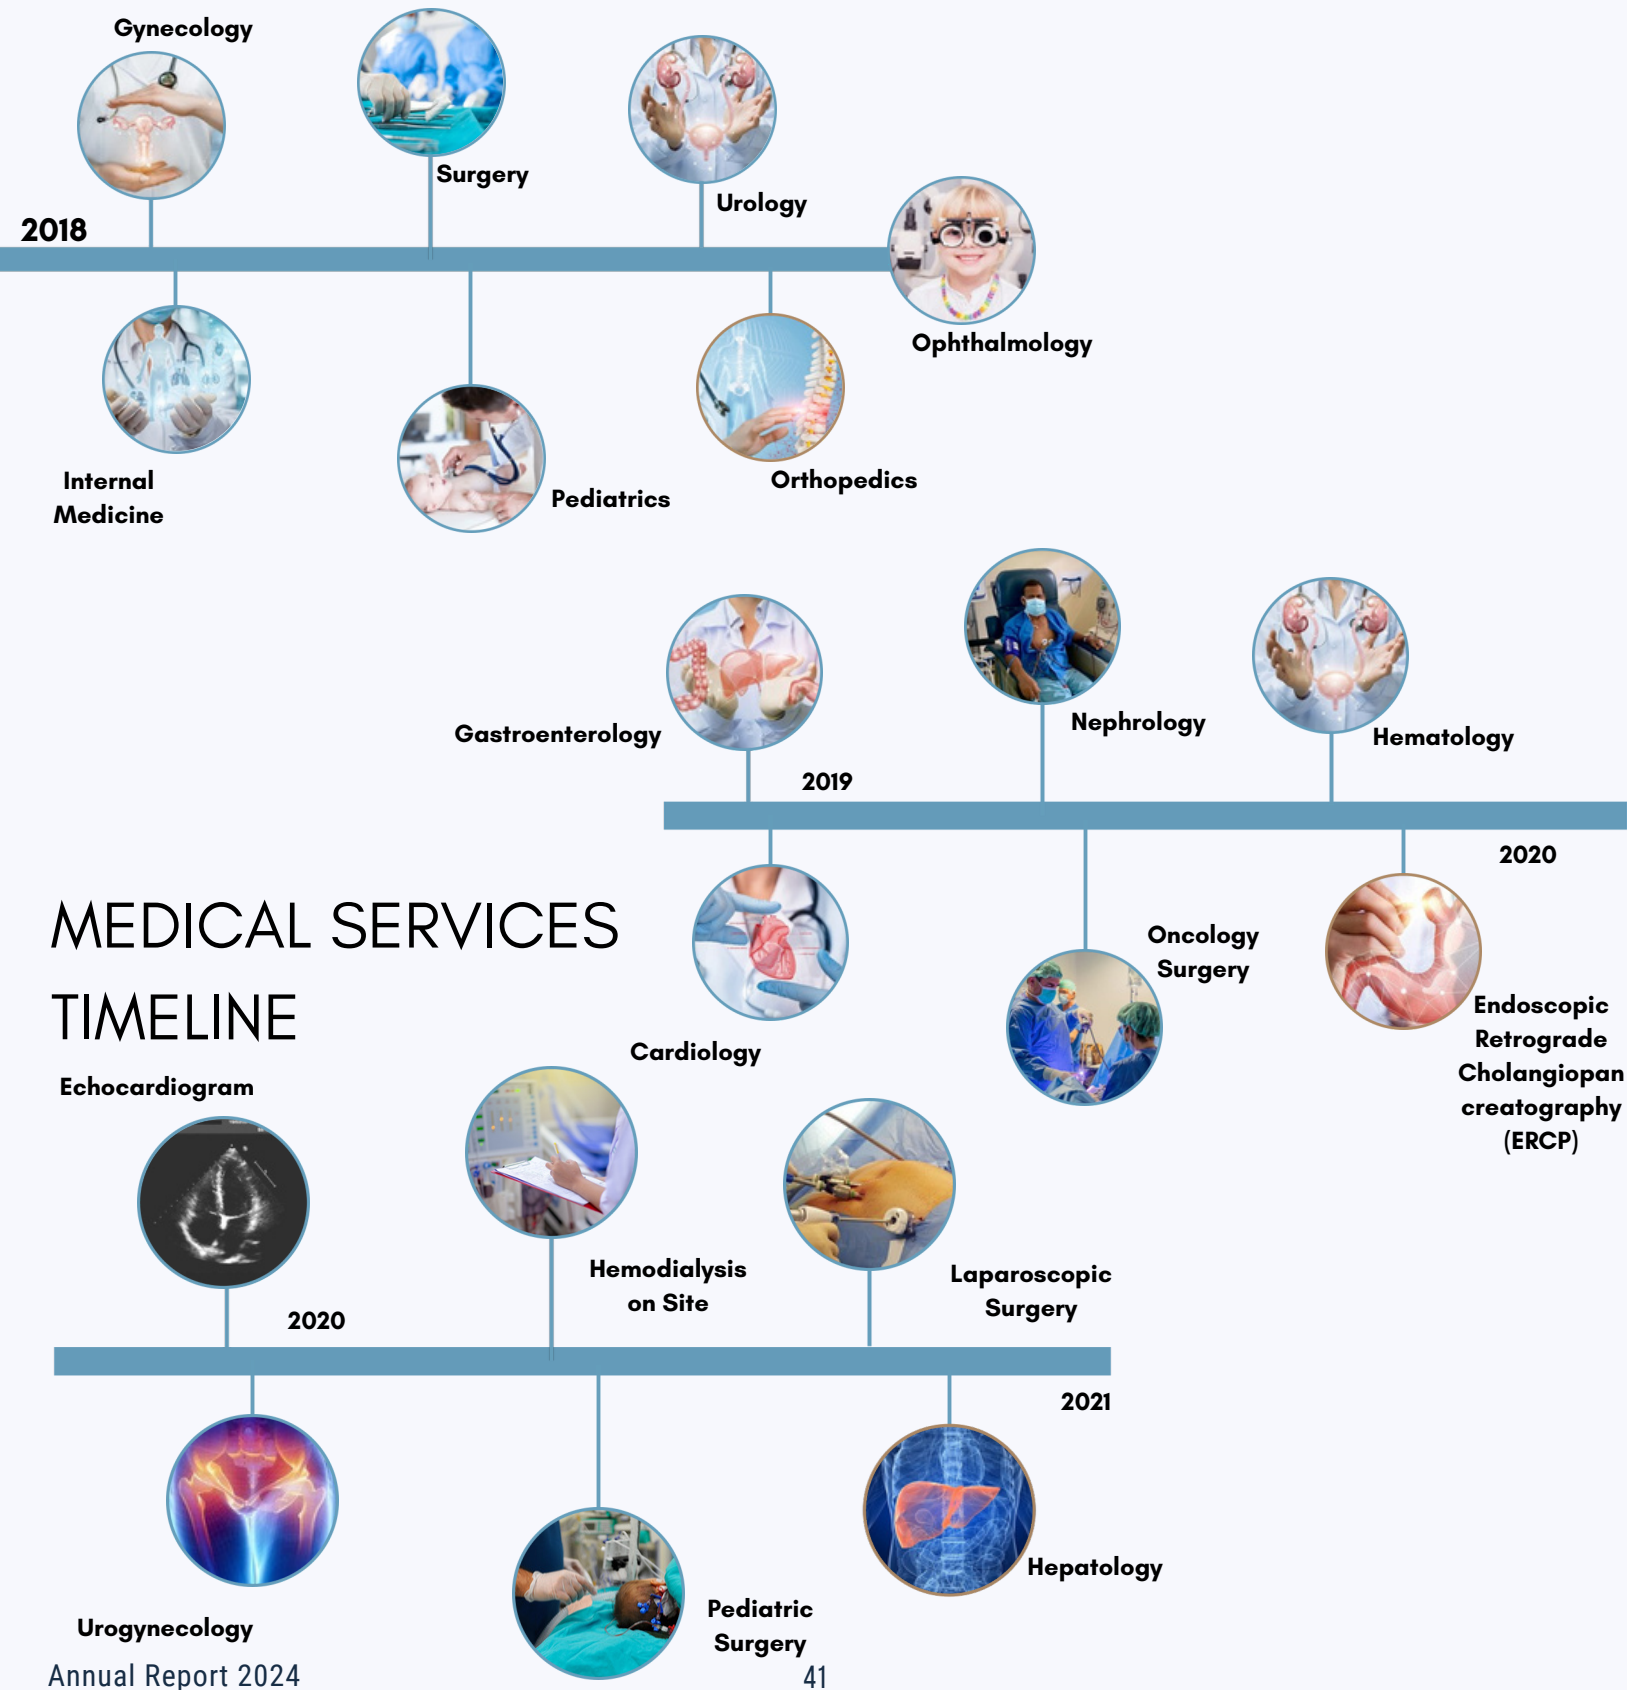 Gynecology
Surgery
Urology
2018
Ophthalmology
Internal
Medicine
Pediatrics
Orthopedics
Gastroenterology
Nephrology
Hematology
2019
2020
MEDICAL SERVICES
TIMELINE
Cardiology
Oncology
Surgery
Endoscopic
Retrograde
Cholangiopan
creatography
(ERCP)
Echocardiogram
Hemodialysis
on Site
Laparoscopic
Surgery
2020
2021
Urogynecology
Pediatric
Surgery
Hepatology
Annual Report 2024
41